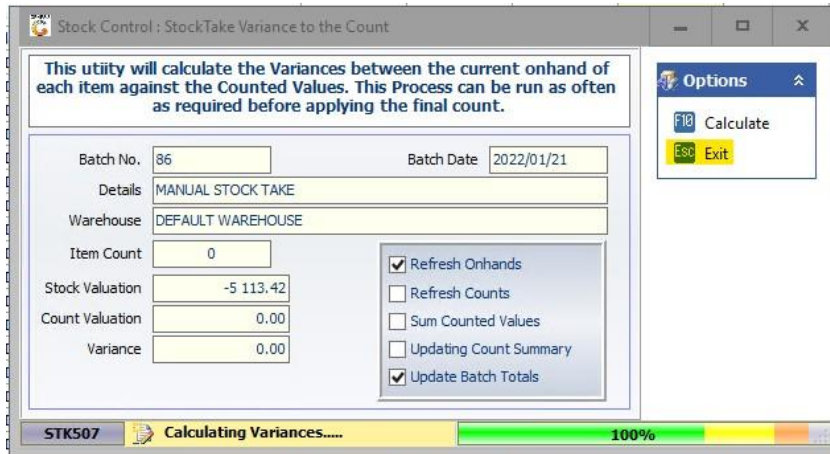 Stock Control : StockTake Variance to the Count
This utiity will calculate the Variances between the current onhand of
each item against the Counted Values. This Process can be run as often
as required before applying the final count.
Options
F10 Calculate
Esc Exit
Batch No. 86 Batch Date 2022/01/21
Details MANUAL STOCK TAKE
Warehouse DEFAULT WAREHOUSE
Item Count 0
Stock Valuation -5 113.42
Count Valuation 0.00
Variance 0.00
Refresh Onhands
Refresh Counts
Sum Counted Values
Updating Count Summary
Update Batch Totals
STK507 Calculating Variances..... 100%